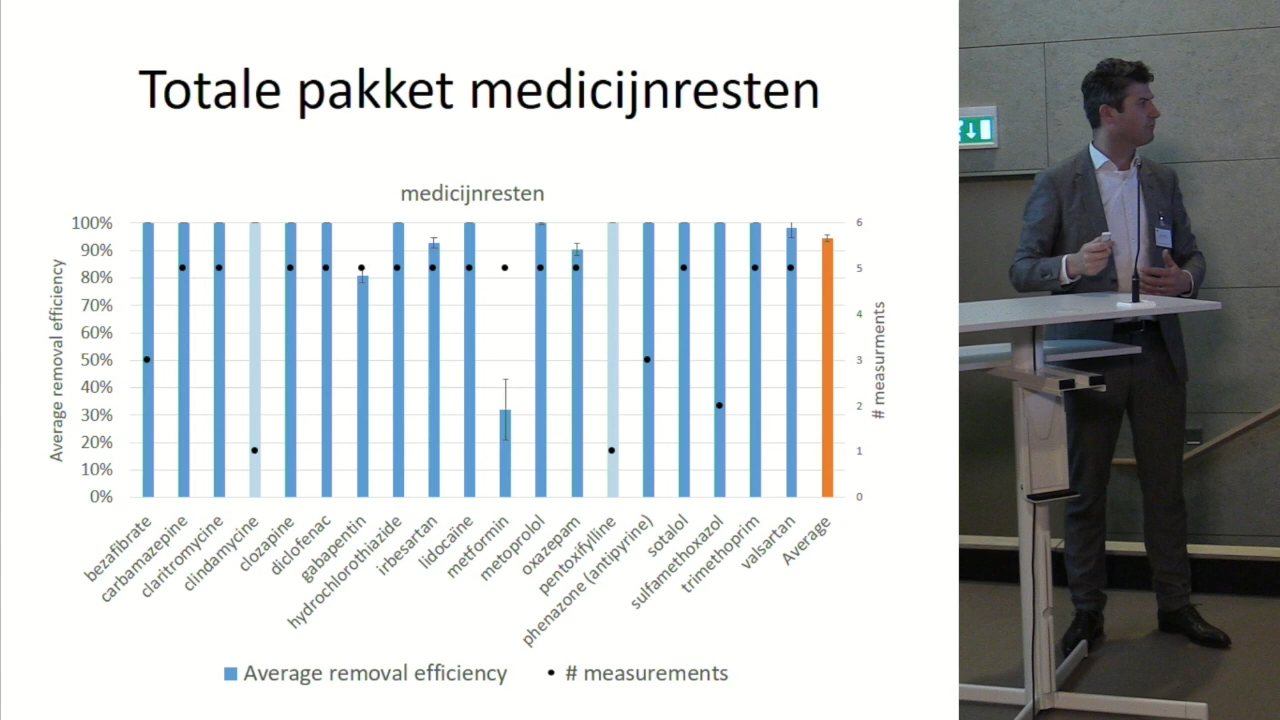 Totale pakket medicijnresten
medicijnresten
100%
90%
80%
70%
60%
50%
40%
30%
20%
10%
0%
Average removal efficiency
6
5
4
3
2
1
0
# measurments
bezafibrate
carbamazepine
claritromycine
clindamycine
clozapine
diclofenac
gabapentin
hydrochlorothiazide
irbesartan
lidocaïne
metformin
metoprolol
oxazepam
pentoxifylline
phenazone (antipyrine)
sotalol
sulfamethoxazol
trimethoprim
valsartan
Average
Average removal efficiency
# measurements